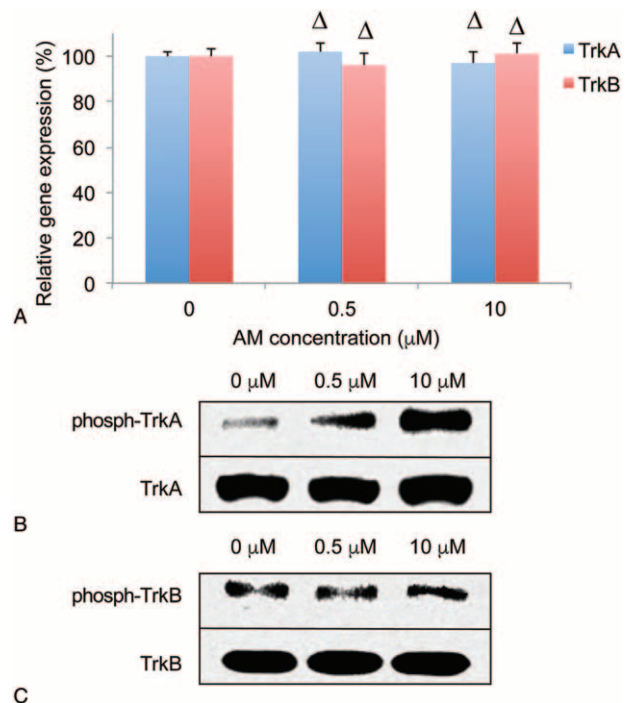 Relative gene expression (%)
120
100
80
60
40
20
0
Δ Δ Δ Δ
TrkA
TrkB
0 0.5 10
AM concentration (μM)
A
0 μM 0.5 μM 10 μM
phosph-TrkA
TrkA
B
0 μM 0.5 μM 10 μM
phosph-TrkB
TrkB
C